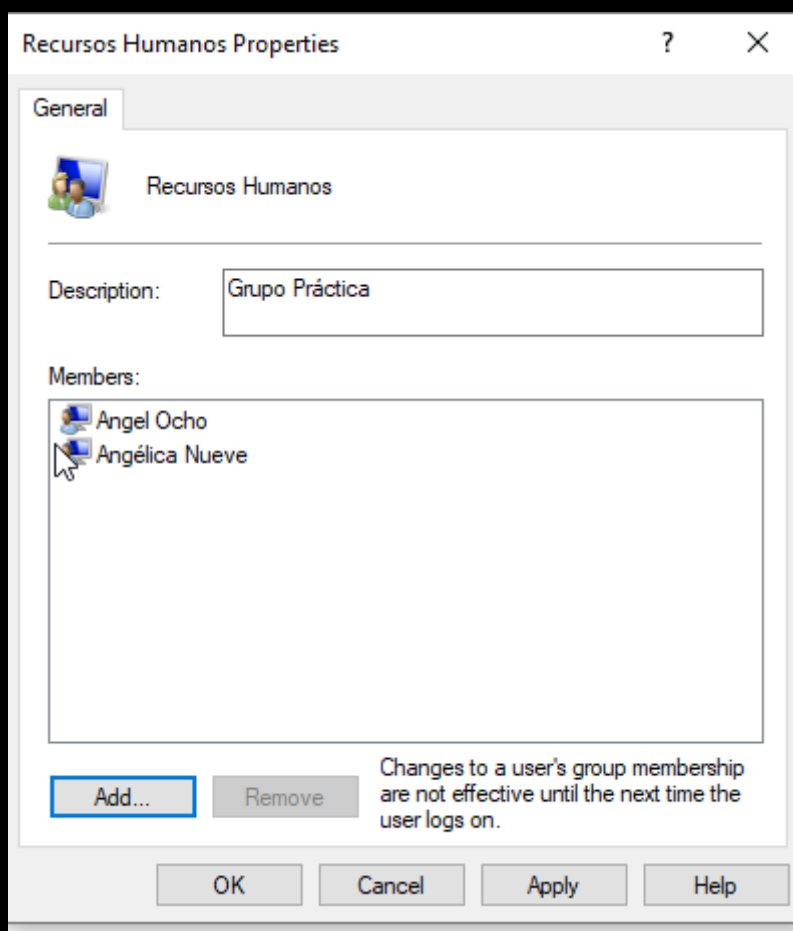 Recursos Humanos Properties
?
General
Recursos Humanos
Description:
Grupo Práctica
Members:
Angel Ocho
Angélica Nueve
Add...
Remove
Changes to a user's group membership
are not effective until the next time the
user logs on.
OK
Cancel
Apply
Help